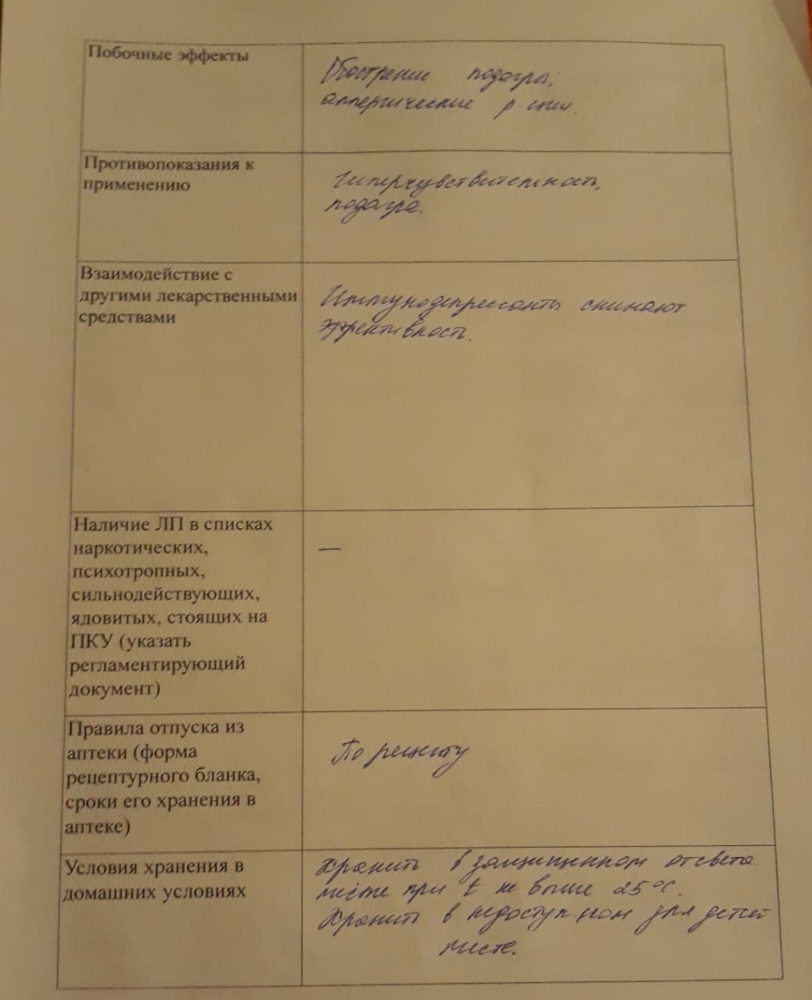 Побочные эффекты
Обострение подагры,
аллергические р-ции.
Противопоказания к
применению
Гиперчувствительность,
подагра.
Взаимодействие с
другими лекарственными
средствами
Иммунодепрессанты снижают
эффективность.
Наличие ЛП в списках
наркотических,
психотропных,
сильнодействующих,
ядовитых, стоящих на
ПКУ (указать
регламентирующий
документ)
—
Правила отпуска из
аптеки (форма
рецептурного бланка,
сроки его хранения в
аптеке)
По рецепту
Условия хранения в
домашних условиях
Хранить в защищенном от света
месте при t не выше 25°С.
Хранить в недоступном для детей
месте.